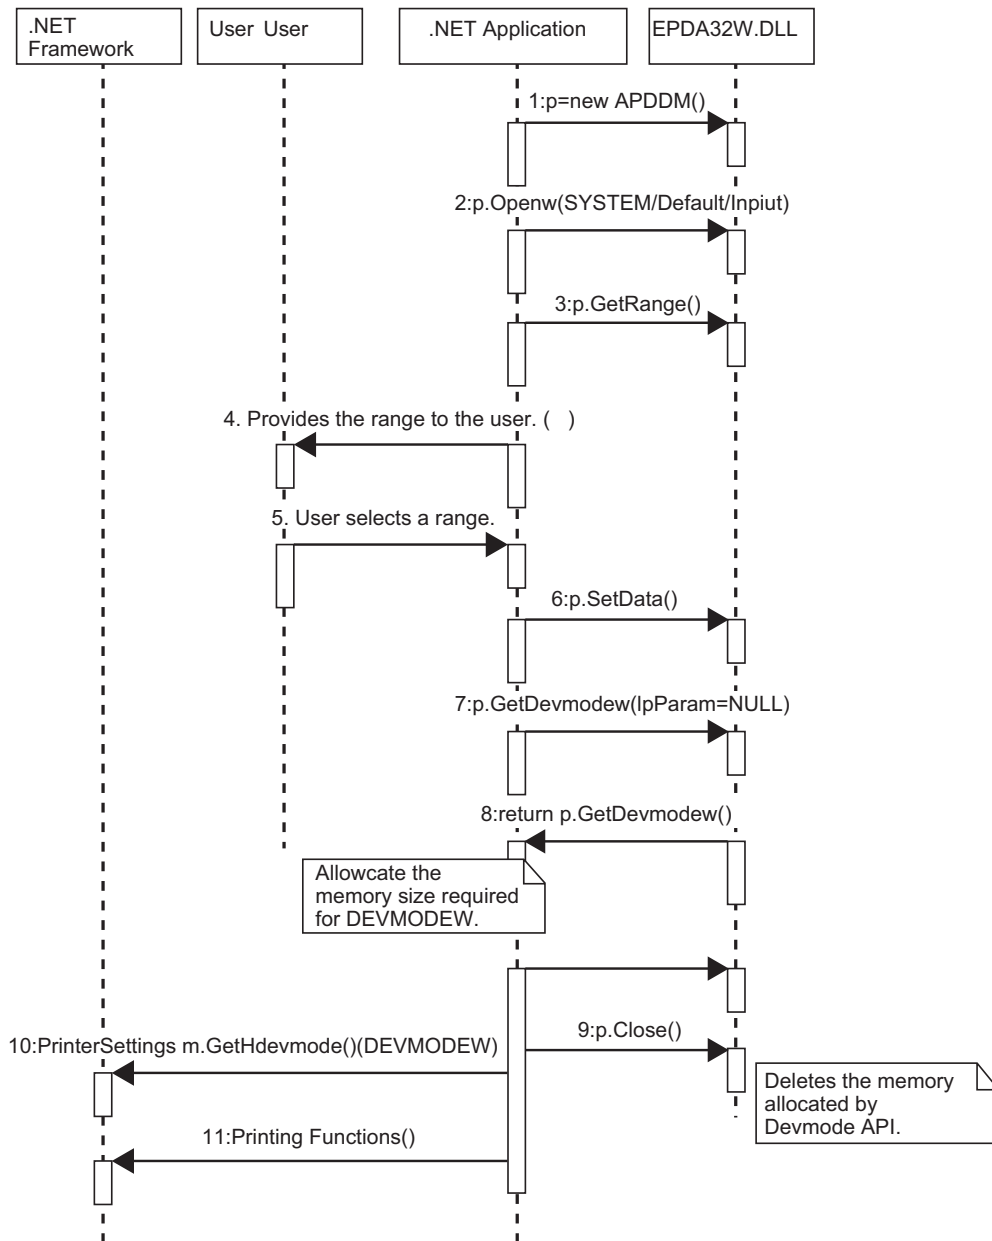 .NET
Framework
User User
.NET Application
EPDA32W.DLL
1:p=new APDDM()
2:p.Openw(SYSTEM/Default/Inpiut)
3:p.GetRange()
4. Provides the range to the user. ( )
5. User selects a range.
6:p.SetData()
7:p.GetDevmodew(lpParam=NULL)
8:return p.GetDevmodew()
Allowcate the
memory size required
for DEVMODEW.
9:p.Close()
10:PrinterSettings m.GetHdevmode()(DEVMODEW)
Deletes the memory
allocated by
Devmode API.
11:Printing Functions()